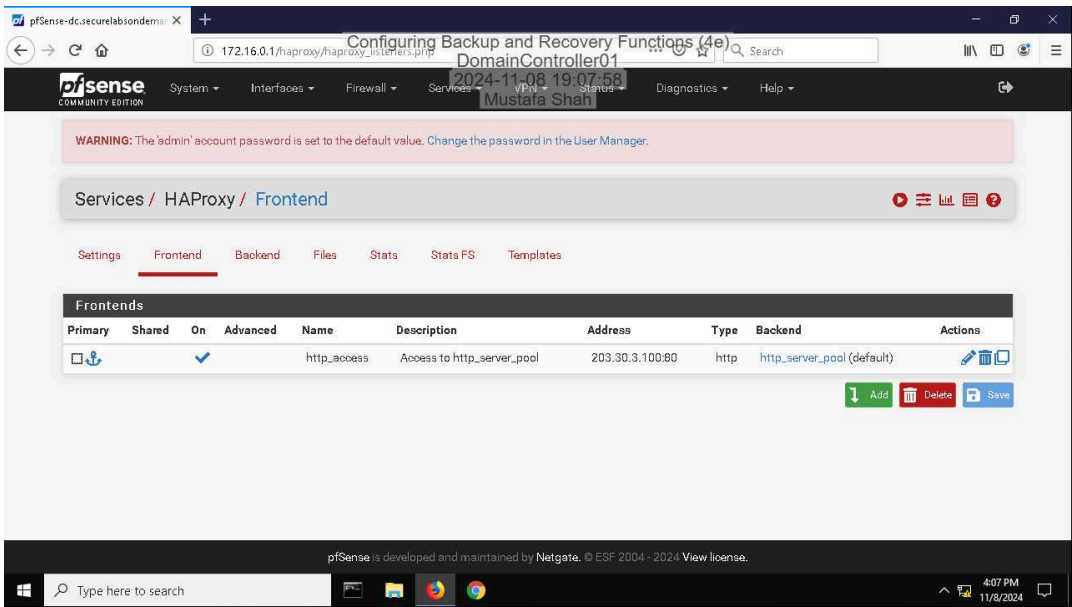 pfSense-dc.securelabsondemar
172.16.0.1/haproxy/haproxy_listeners.php Search
Configuring Backup and Recovery Functions (4e)
DomainController01
2024-11-08 19:07:58
Mustafa Shah
pfsense System Interfaces Firewall Services VPN Status Diagnostics Help
COMMUNITY EDITION
WARNING: The 'admin' account password is set to the default value. Change the password in the User Manager.
Services / HAProxy / Frontend
Settings Frontend Backend Files Stats Stats FS Templates
Frontends
Primary Shared On Advanced Name Description Address Type Backend Actions
http_access Access to http_server_pool 203.30.3.100:80 http http_server_pool (default)
Add Delete Save
pfSense is developed and maintained by Netgate. © ESF 2004 - 2024 View license.
Type here to search
4:07 PM
11/8/2024